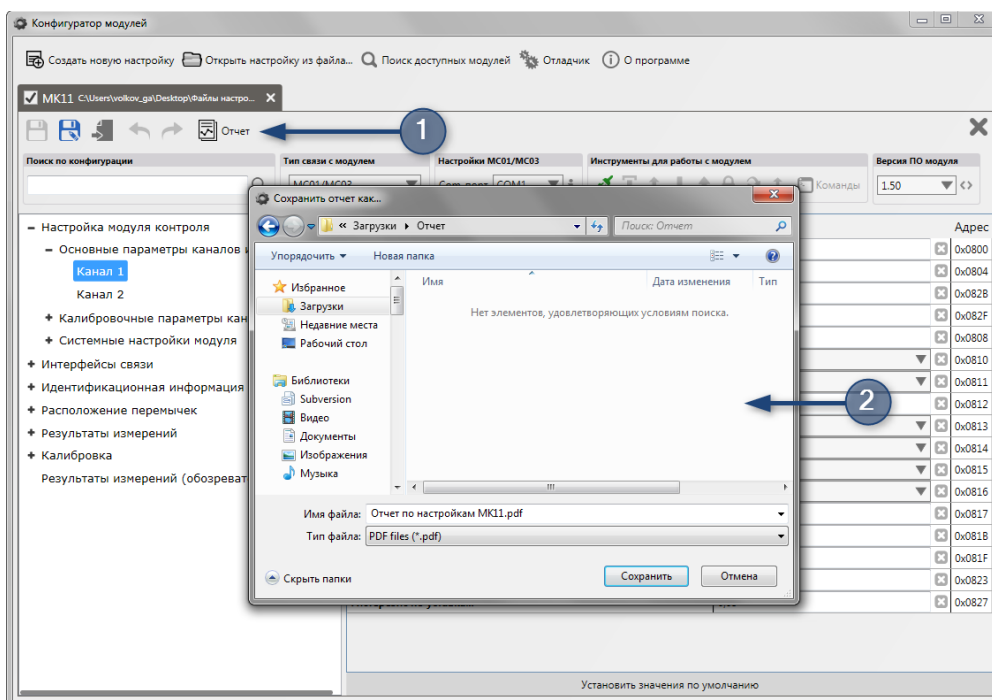 Конфигуратор модулей
Создать новую настройку Открыть настройку из файла... Поиск доступных модулей Отладчик О программе
MK11 C:\Users\volkov_ga\Desktop\Файлы настро...
Отчет
1
Поиск по конфигурации Тип связи с модулем Настройки MC01/MC03 Инструменты для работы с модулем Версия ПО модуля
MC01/MC03 Com-порт COM1 Команды 1.50
Сохранить отчет как...
« Загрузки Отчет Поиск: Отчет
Упорядочить Новая папка
Имя Дата изменения Тип
Нет элементов, удовлетворяющих условиям поиска.
Избранное
Загрузки
Недавние места
Рабочий стол
Библиотеки
Subversion
Видео
Документы
Изображения
Музыка
Имя файла: Отчет по настройкам MK11.pdf
Тип файла: PDF files (*.pdf)
Скрыть папки Сохранить Отмена
2
Настройка модуля контроля
Основные параметры каналов
Канал 1
Канал 2
Калибровочные параметры кан
Системные настройки модуля
Интерфейсы связи
Идентификационная информация
Расположение перемычек
Результаты измерений
Калибровка
Результаты измерений (обозреват
Адрес
0x0800
0x0804
0x082B
0x082F
0x0808
0x0810
0x0811
0x0812
0x0813
0x0814
0x0815
0x0816
0x0817
0x081B
0x081F
0x0823
0x0827
Установить значения по умолчанию